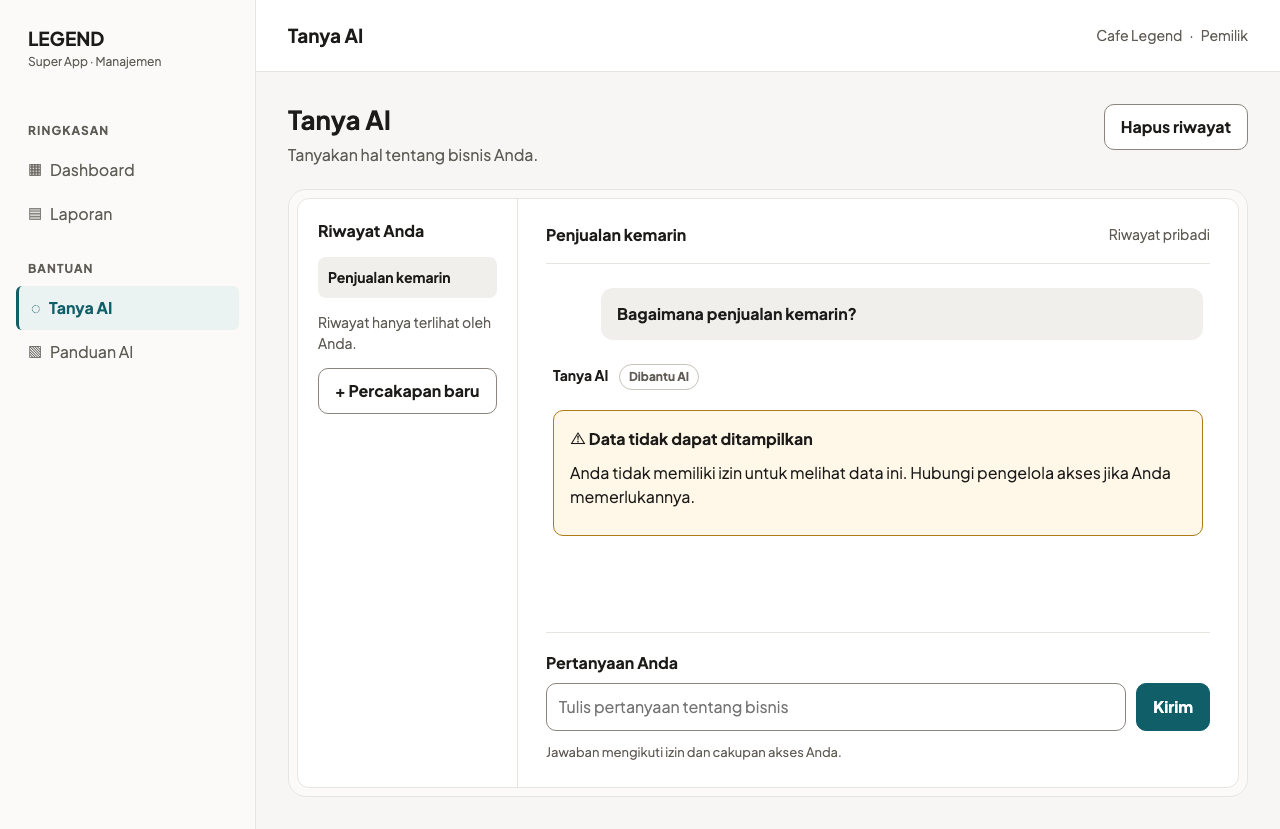 LEGEND
Super App · Manajemen
RINGKASAN
Dashboard
Laporan
BANTUAN
Tanya AI
Panduan AI
Tanya AI
Cafe Legend · Pemilik
Tanya AI
Tanyakan hal tentang bisnis Anda.
Hapus riwayat
Riwayat Anda
Penjualan kemarin
Riwayat hanya terlihat oleh
Anda.
+ Percakapan baru
Penjualan kemarin
Riwayat pribadi
Bagaimana penjualan kemarin?
Tanya AI
Dibantu AI
⚠ Data tidak dapat ditampilkan
Anda tidak memiliki izin untuk melihat data ini. Hubungi pengelola akses jika Anda
memerlukannya.
Pertanyaan Anda
Tulis pertanyaan tentang bisnis
Kirim
Jawaban mengikuti izin dan cakupan akses Anda.